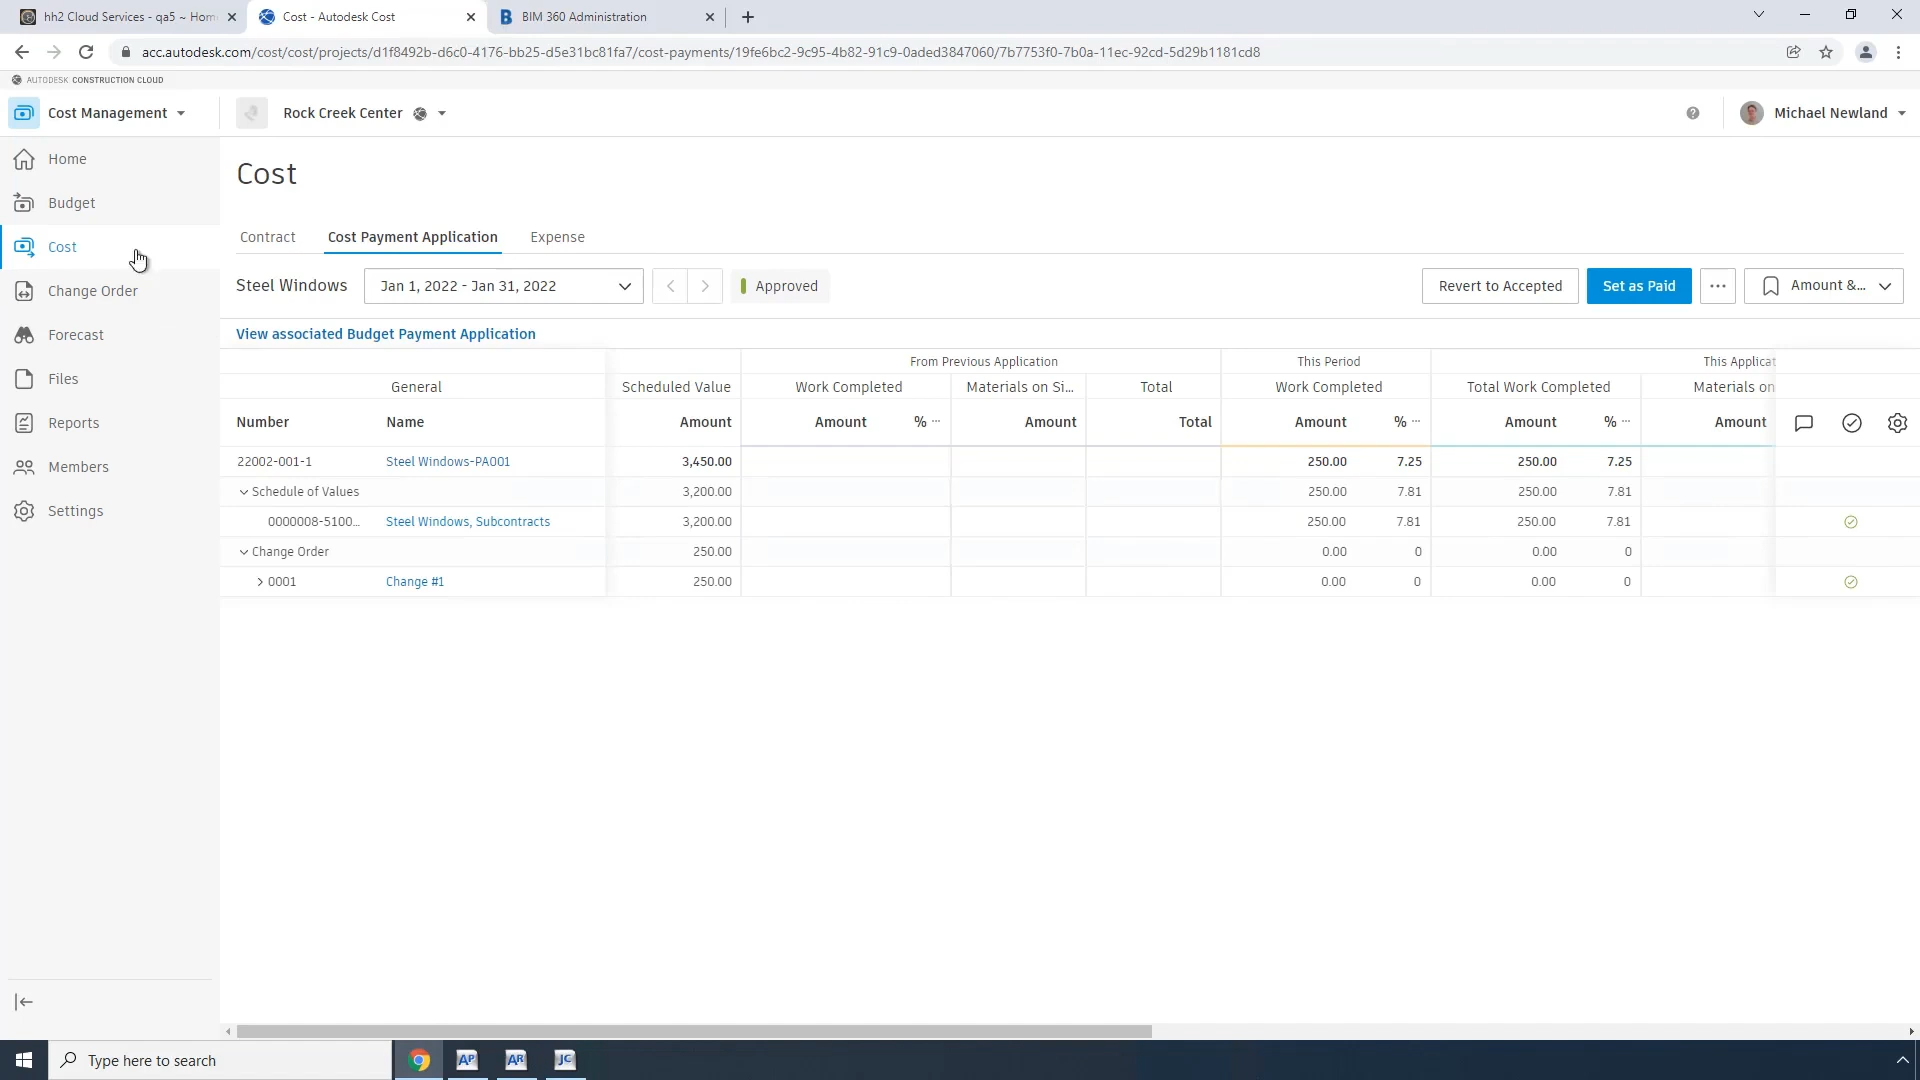 hh2 Cloud Services - qa5 ~ Hom
Cost - Autodesk Cost
BIM 360 Administration
acc.autodesk.com/cost/cost/projects/d1f8492b-d6c0-4176-bb25-d5e31bc81fa7/cost-payments/19fe6bc2-9c95-4b82-91c9-0aded3847060/7b7753f0-7b0a-11ec-92cd-5d29b1181cd8
AUTODESK CONSTRUCTION CLOUD
Cost Management
Rock Creek Center
Michael Newland
Home
Budget
Cost
Change Order
Forecast
Files
Reports
Members
Settings
Cost
Contract Cost Payment Application Expense
Steel Windows Jan 1, 2022 - Jan 31, 2022 Approved Revert to Accepted Set as Paid ... Amount &...
View associated Budget Payment Application
From Previous Application This Period This Applicat
General Scheduled Value Work Completed Materials on Si... Total Work Completed Total Work Completed Materials on
Number Name Amount Amount % ... Amount Total Amount % ... Amount % ... Amount
22002-001-1 Steel Windows-PA001 3,450.00 250.00 7.25 250.00 7.25
Schedule of Values 3,200.00 250.00 7.81 250.00 7.81
0000008-5100... Steel Windows, Subcontracts 3,200.00 250.00 7.81 250.00 7.81
Change Order 250.00 0.00 0 0.00 0
0001 Change #1 250.00 0.00 0 0.00 0
Type here to search
AP AR JC